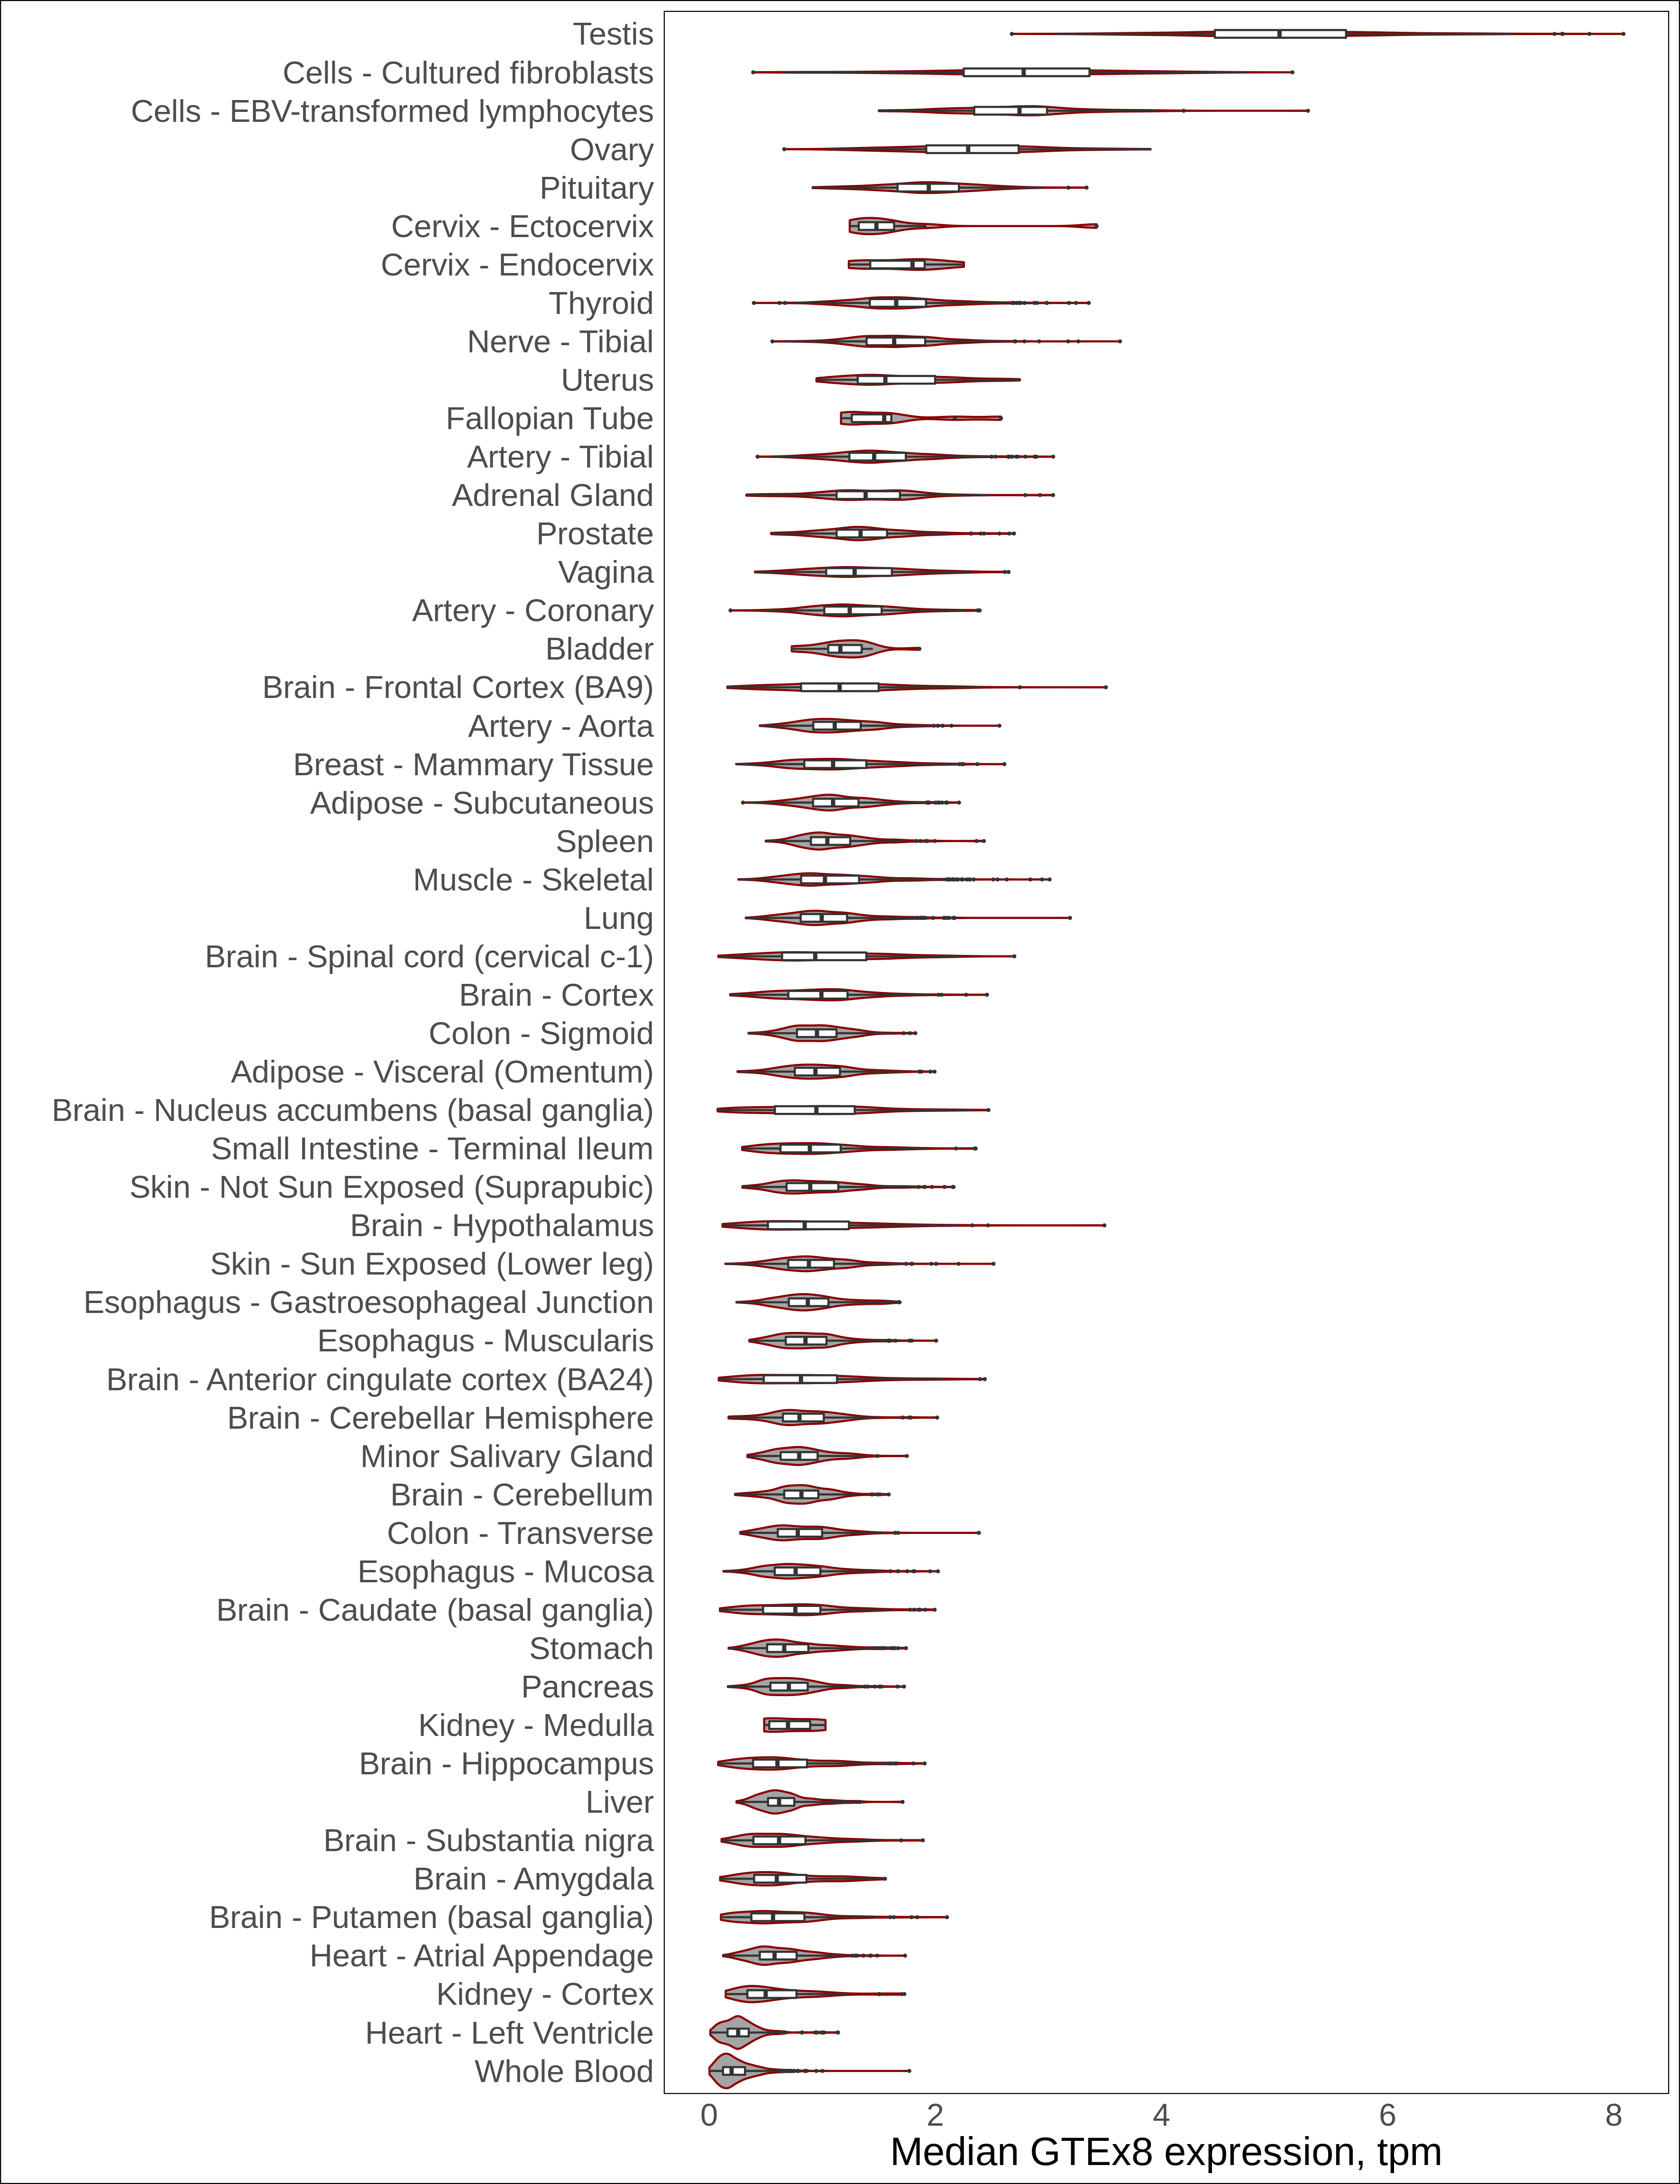 Testis
Cells - Cultured fibroblasts
Cells - EBV-transformed lymphocytes
Ovary
Pituitary
Cervix - Ectocervix
Cervix - Endocervix
Thyroid
Nerve - Tibial
Uterus
Fallopian Tube
Artery - Tibial
Adrenal Gland
Prostate
Vagina
Artery - Coronary
Bladder
Brain - Frontal Cortex (BA9)
Artery - Aorta
Breast - Mammary Tissue
Adipose - Subcutaneous
Spleen
Muscle - Skeletal
Lung
Brain - Spinal cord (cervical c-1)
Brain - Cortex
Colon - Sigmoid
Adipose - Visceral (Omentum)
Brain - Nucleus accumbens (basal ganglia)
Small Intestine - Terminal Ileum
Skin - Not Sun Exposed (Suprapubic)
Brain - Hypothalamus
Skin - Sun Exposed (Lower leg)
Esophagus - Gastroesophageal Junction
Esophagus - Muscularis
Brain - Anterior cingulate cortex (BA24)
Brain - Cerebellar Hemisphere
Minor Salivary Gland
Brain - Cerebellum
Colon - Transverse
Esophagus - Mucosa
Brain - Caudate (basal ganglia)
Stomach
Pancreas
Kidney - Medulla
Brain - Hippocampus
Liver
Brain - Substantia nigra
Brain - Amygdala
Brain - Putamen (basal ganglia)
Heart - Atrial Appendage
Kidney - Cortex
Heart - Left Ventricle
Whole Blood
0 2 4 6 8
Median GTEx8 expression, tpm